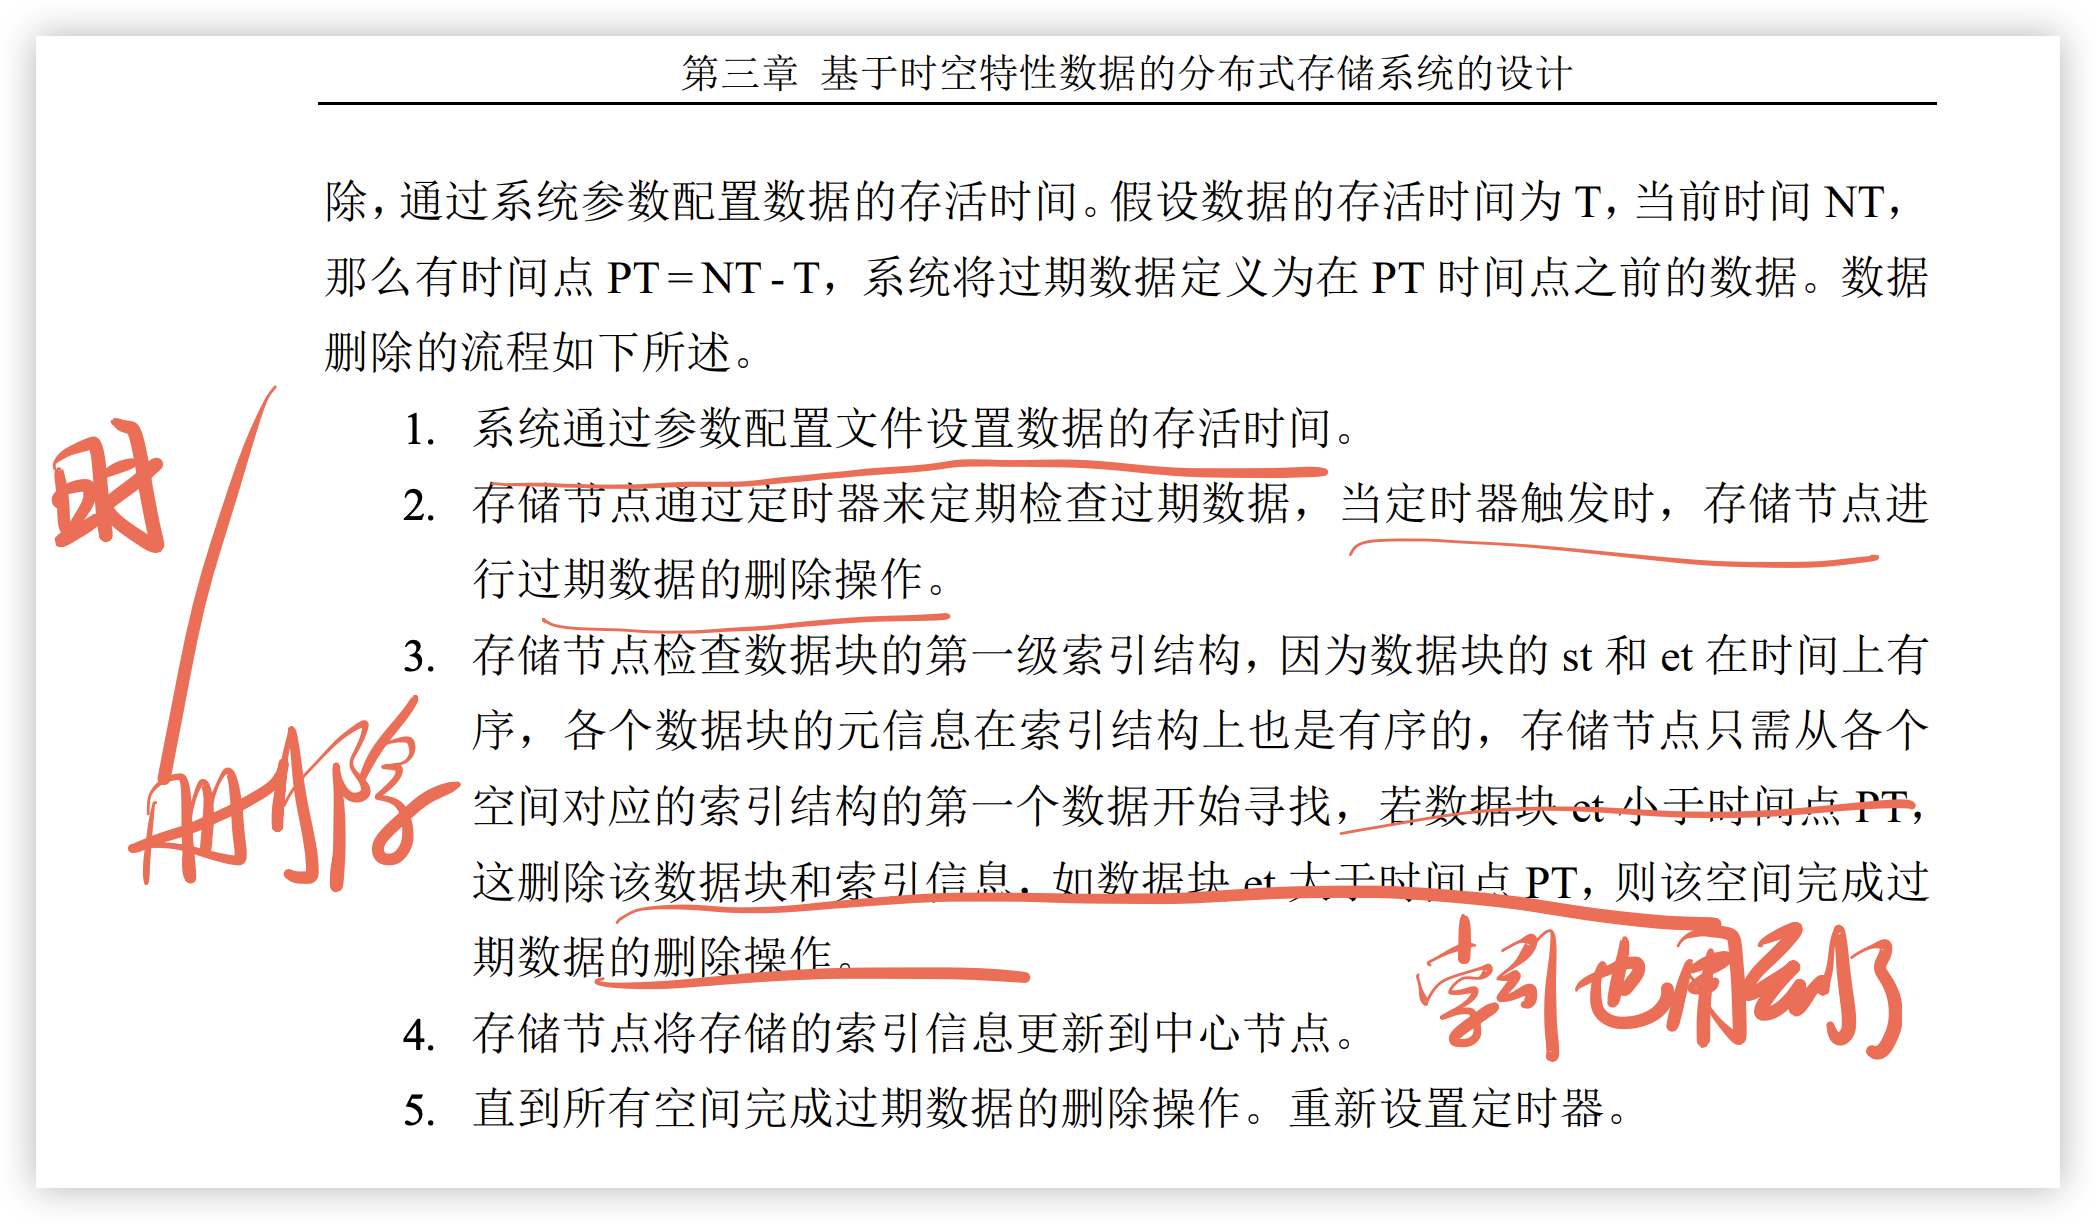 第三章 基于时空特性数据的分布式存储系统的设计
除，通过系统参数配置数据的存活时间。假设数据的存活时间为 T，当前时间 NT，
那么有时间点 PT = NT - T，系统将过期数据定义为在 PT 时间点之前的数据。数据
删除的流程如下所述。
1. 系统通过参数配置文件设置数据的存活时间。
2. 存储节点通过定时器来定期检查过期数据，当定时器触发时，存储节点进
行过期数据的删除操作。
3. 存储节点检查数据块的第一级索引结构，因为数据块的 st 和 et 在时间上有
序，各个数据块的元信息在索引结构上也是有序的，存储节点只需从各个
空间对应的索引结构的第一个数据开始寻找，若数据块 et 小于时间点 PT，
这删除该数据块和索引信息，如数据块 et 大于时间点 PT，则该空间完成过
期数据的删除操作。
4. 存储节点将存储的索引信息更新到中心节点。
5. 直到所有空间完成过期数据的删除操作。重新设置定时器。
时
删除
索引也用到了